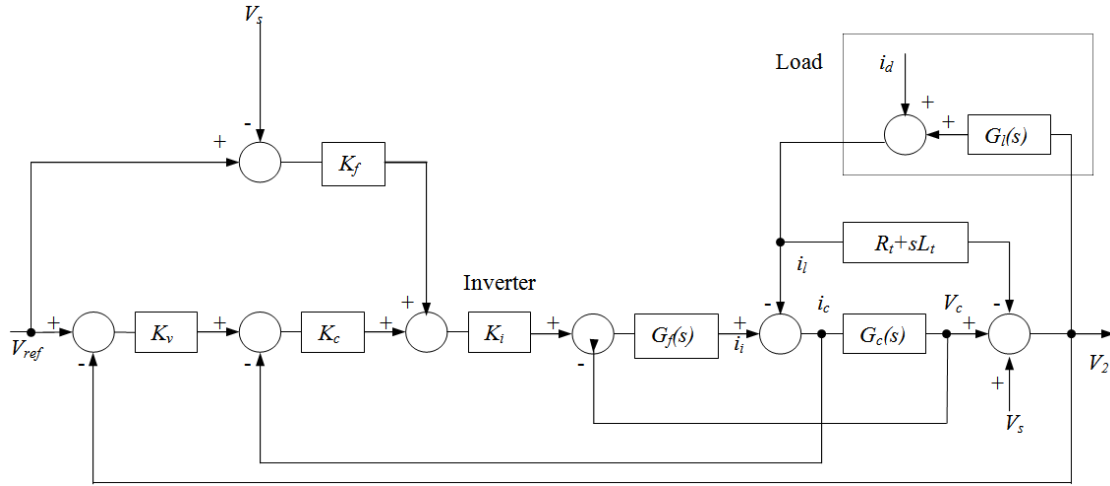 V_s
Load
i_d
+
+
G_l(s)
-
+
K_f
R_t+sL_t
i_l
Inverter
-
i_c
V_c
-
+
+
+
+
+
+
+
K_v
K_c
K_i
G_f(s)
G_c(s)
V_ref
i_i
V_2
-
-
-
+
V_s